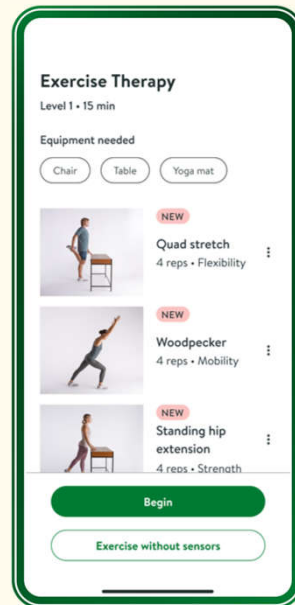 Exercise Therapy
Level 1 • 15 min
Equipment needed
Chair
Table
Yoga mat
NEW
Quad stretch
4 reps • Flexibility
NEW
Woodpecker
4 reps • Mobility
NEW
Standing hip
extension
4 reps • Strength
Begin
Exercise without sensors